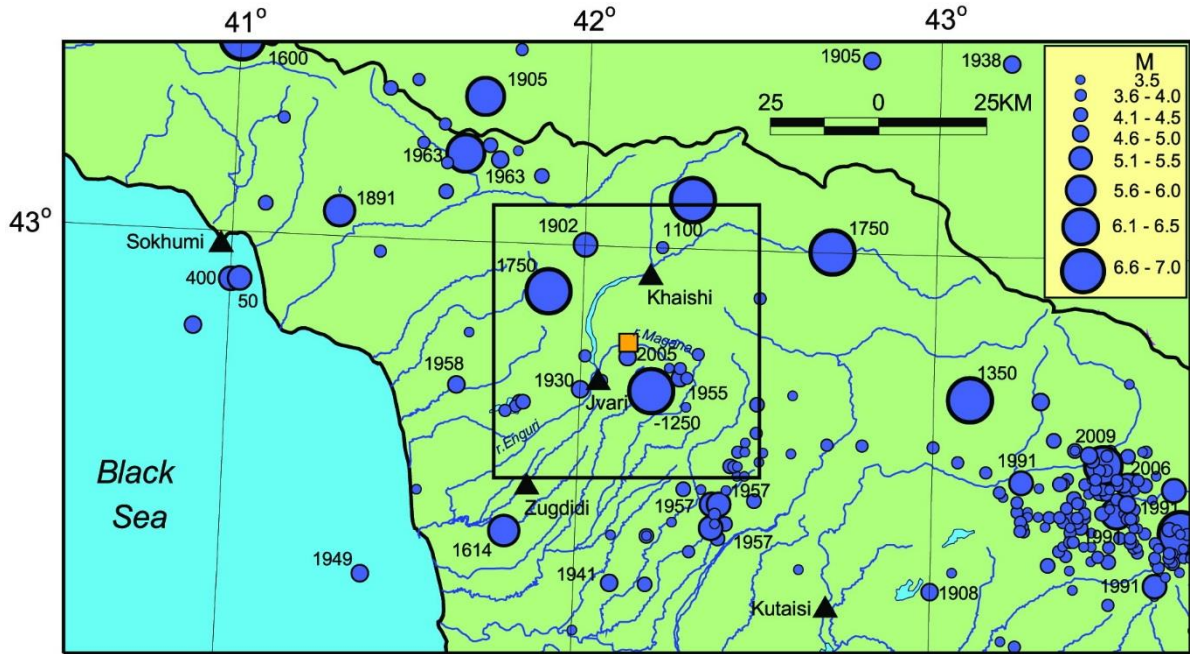 41°
42°
43°
1600
1905
1905
1938
M
3.5
3.6 - 4.0
4.1 - 4.5
4.6 - 5.0
5.1 - 5.5
5.6 - 6.0
6.1 - 6.5
6.6 - 7.0
25 0 25KM
1963
1963
1891
43°
Sokhumi
1902
1100
1750
400
50
1750
Khaishi
r.Magana
2005
1958
1930
1955
1350
Jvari
-1250
r.Enguri
2009
2006
1991
Black
Sea
Zugdidi
1957
1957
1991
1614
1957
1991
1949
1941
1908
1991
Kutaisi